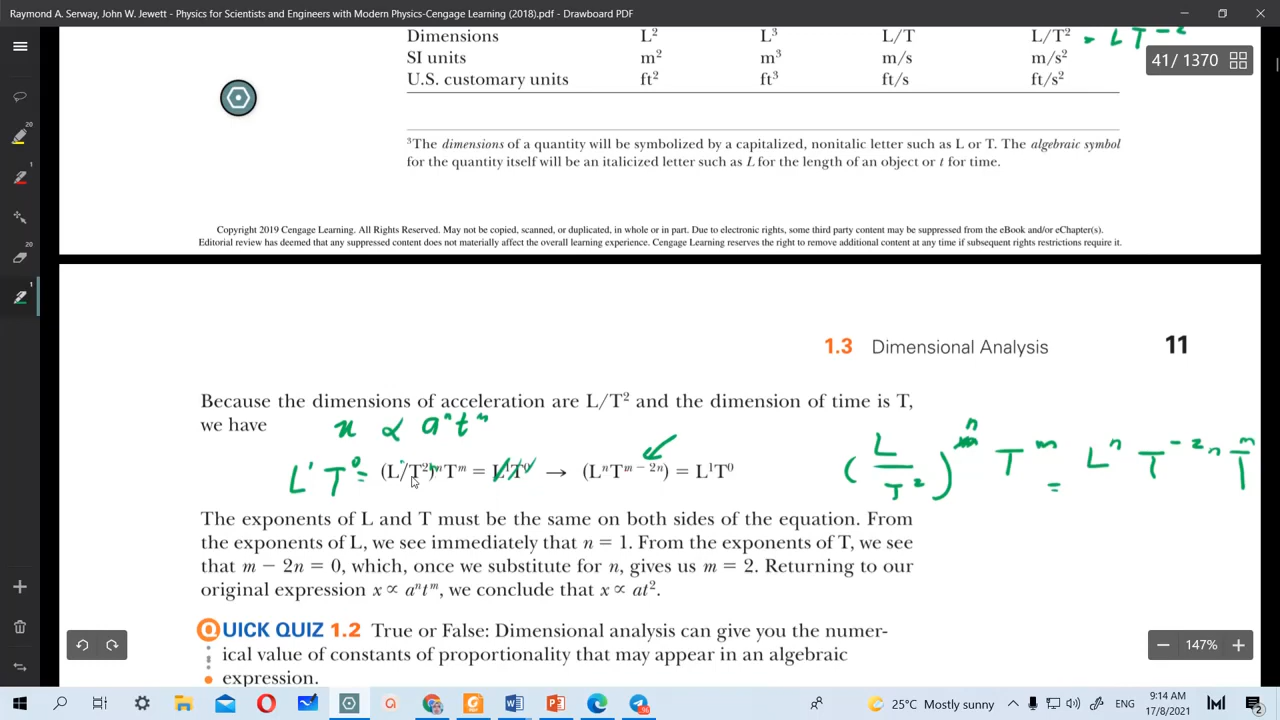 Raymond A. Serway, John W. Jewett - Physics for Scientists and Engineers with Modern Physics-Cengage Learning (2018).pdf - Drawboard PDF
Dimensions L² L³ L/T L/T² = L T⁻²
SI units m² m³ m/s m/s²
U.S. customary units ft² ft³ ft/s ft/s²
41 / 1370
³The dimensions of a quantity will be symbolized by a capitalized, nonitalic letter such as L or T. The algebraic symbol
for the quantity itself will be an italicized letter such as L for the length of an object or t for time.
Copyright 2019 Cengage Learning. All Rights Reserved. May not be copied, scanned, or duplicated, in whole or in part. Due to electronic rights, some third party content may be suppressed from the eBook and/or eChapter(s).
Editorial review has deemed that any suppressed content does not materially affect the overall learning experience. Cengage Learning reserves the right to remove additional content at any time if subsequent rights restrictions require it.
1.3 Dimensional Analysis 11
Because the dimensions of acceleration are L/T² and the dimension of time is T,
we have
x ∝ aⁿtᵐ
L¹T⁰ = (L/T²)ⁿTᵐ = L¹T⁰ → (LⁿTᵐ⁻²ⁿ) = L¹T⁰
(L/T²)ⁿ Tᵐ = Lⁿ T⁻²ⁿ Tᵐ
The exponents of L and T must be the same on both sides of the equation. From
the exponents of L, we see immediately that n = 1. From the exponents of T, we see
that m − 2n = 0, which, once we substitute for n, gives us m = 2. Returning to our
original expression x ∝ aⁿtᵐ, we conclude that x ∝ at².
QUICK QUIZ 1.2 True or False: Dimensional analysis can give you the numer-
ical value of constants of proportionality that may appear in an algebraic
expression.
147%
25°C Mostly sunny
ENG
9:14 AM
17/8/2021